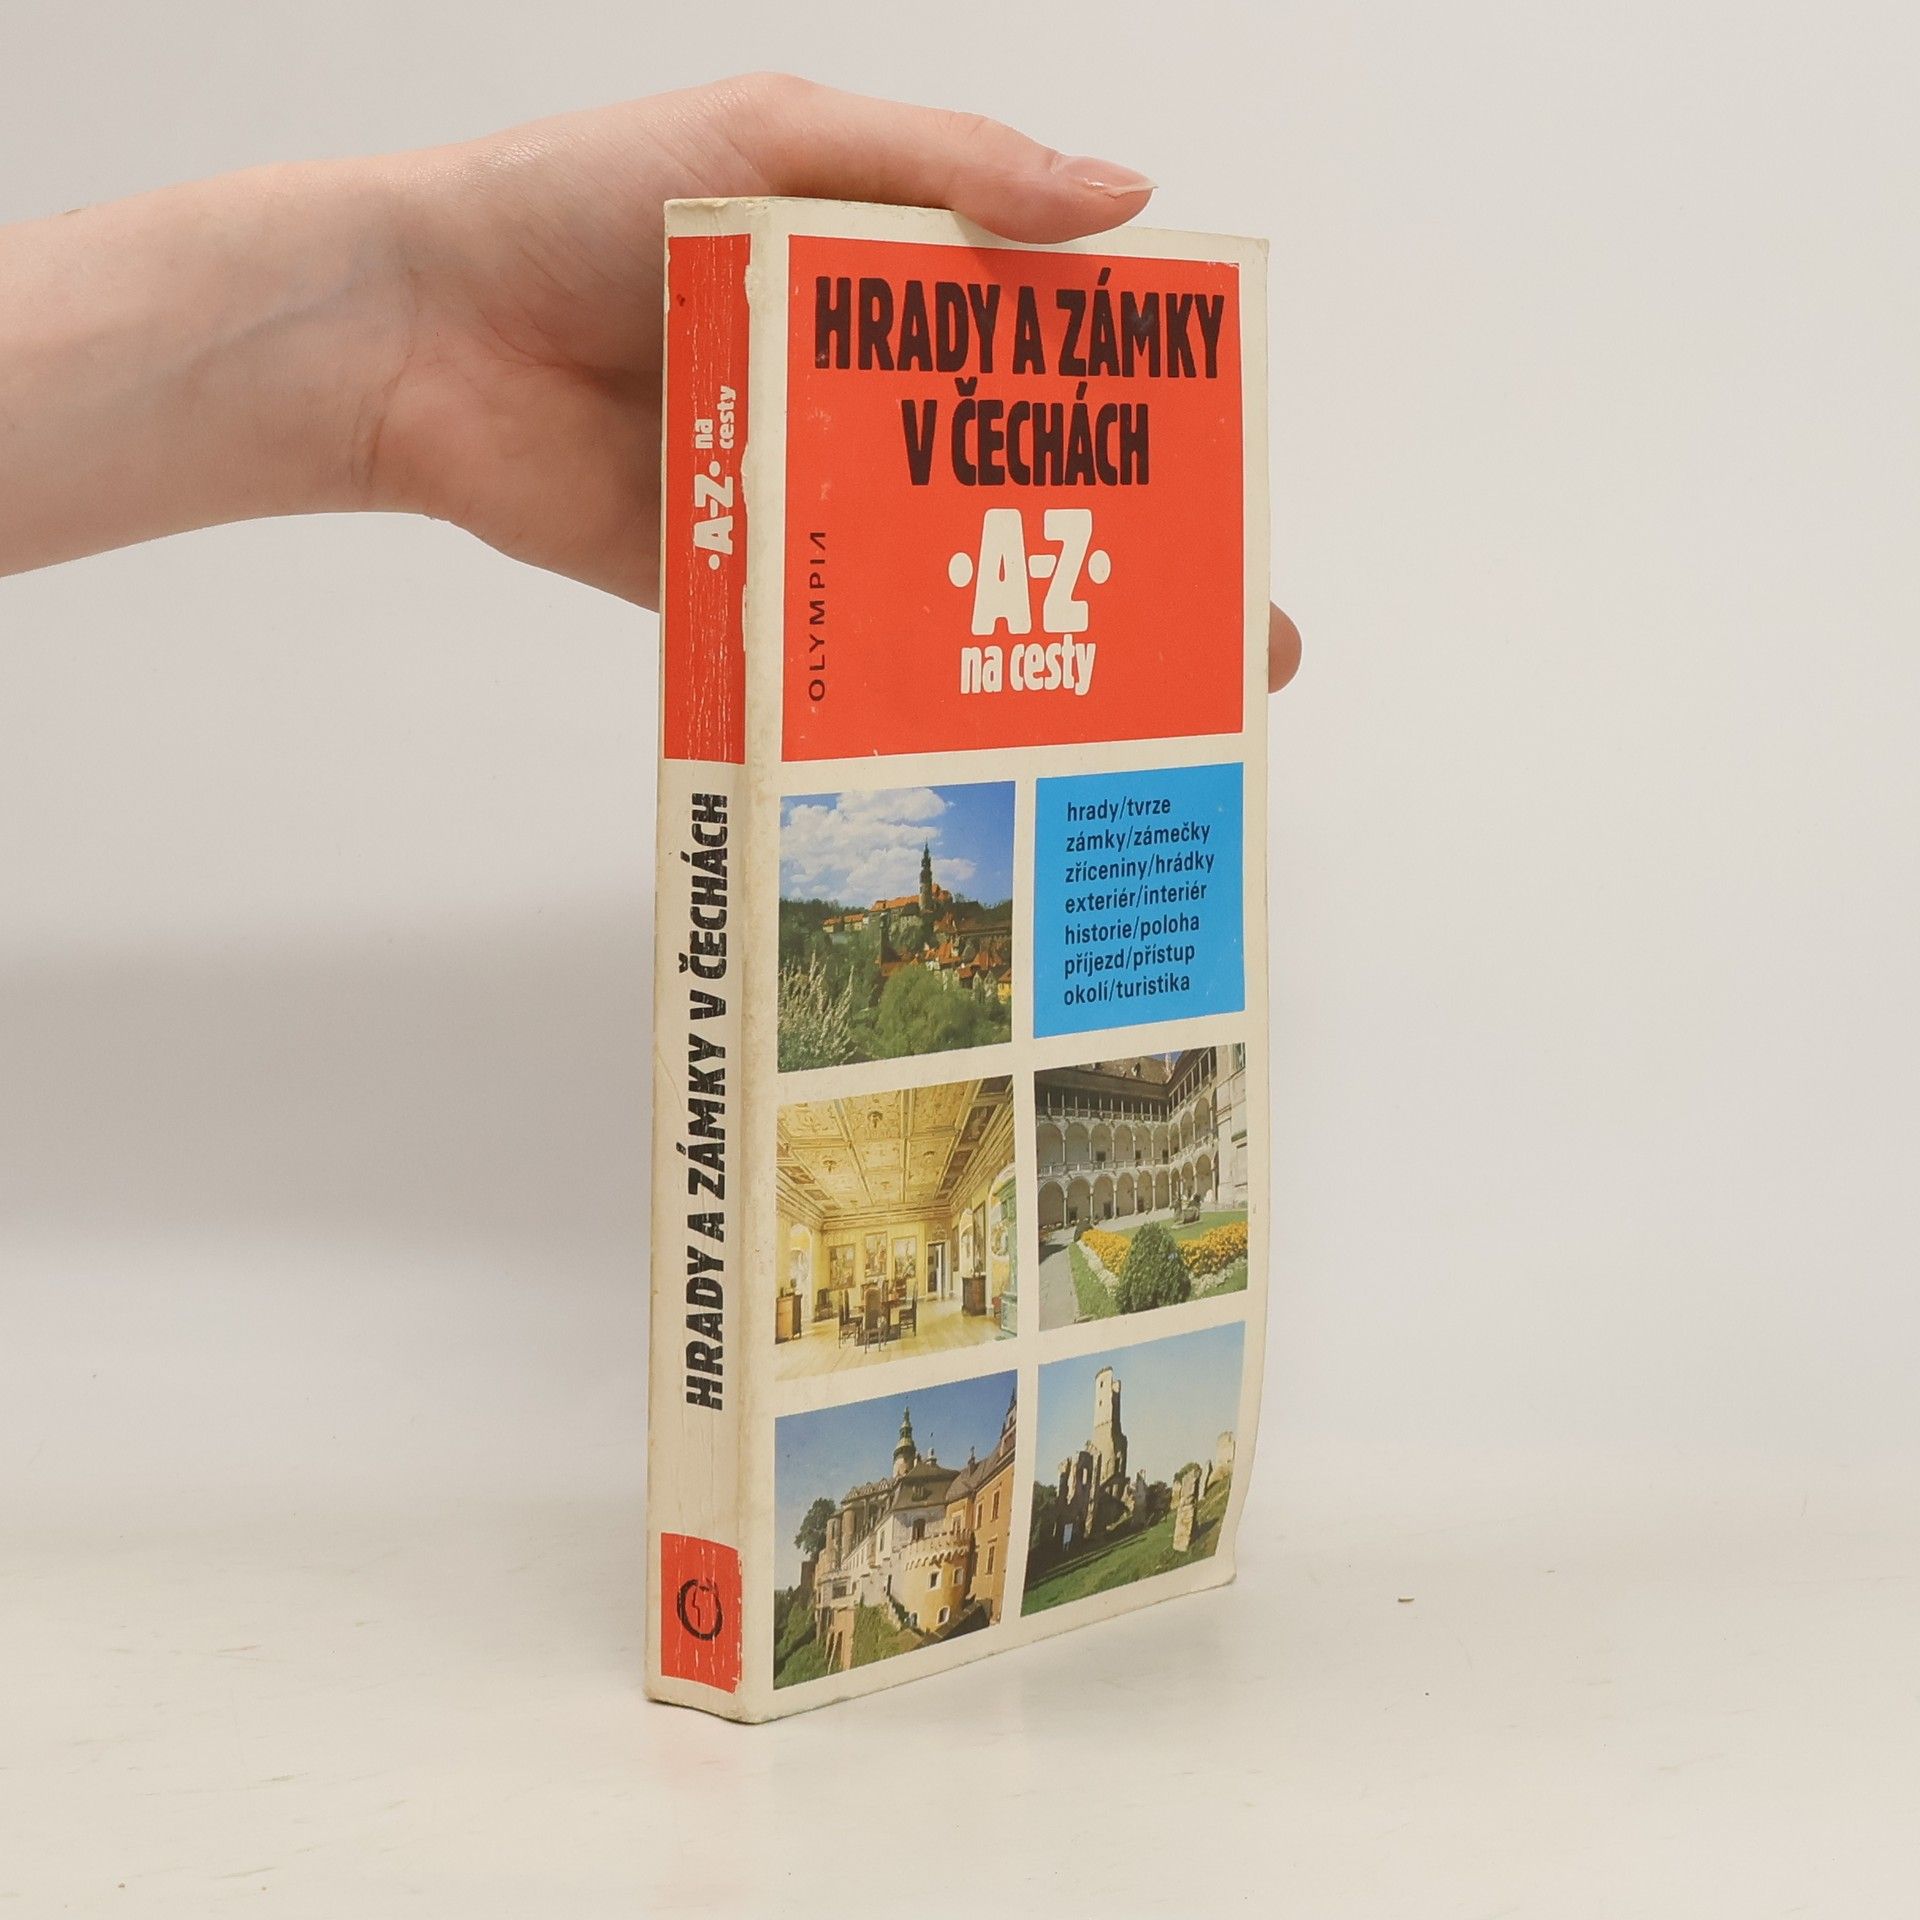 HRADY A ZÁMKY
V ČECHÁCH
•A-Z•
na cesty
OLYMPIA
hrady/tvrze
zámky/zámečky
zříceniny/hrádky
exteriér/interiér
historie/poloha
příjezd/přístup
okolí/turistika
HRADY A ZÁMKY V ČECHÁCH
•A-Z•
na
cesty